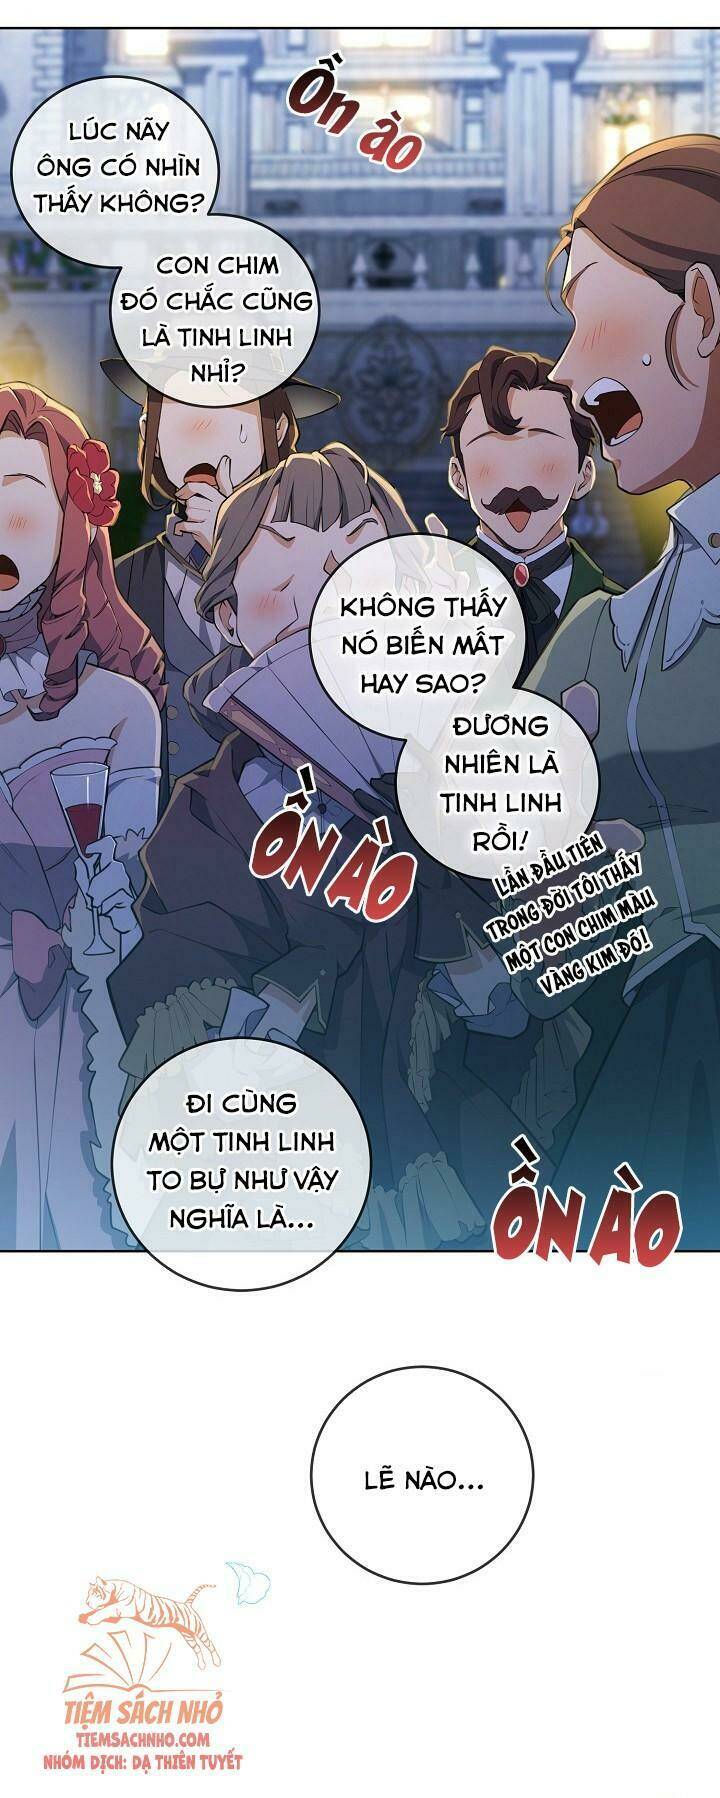 Ồn ào
LÚC NÃY
ÔNG CÓ NHÌN
THẤY KHÔNG?
CON CHIM
ĐÓ CHẮC CŨNG
LÀ TINH LINH
NHỈ?
KHÔNG THẤY
NÓ BIẾN MẤT
HAY SAO?
ĐƯƠNG
NHIÊN LÀ
TINH LINH
RỒI!
LẦN ĐẦU TIÊN
TRONG ĐỜI TÔI THẤY
MỘT CON CHIM MÀU
VÀNG KIM ĐÓ!
ỒN ÀO
ĐI CÙNG
MỘT TINH LINH
TO BỰ NHƯ VẬY
NGHĨA LÀ...
ỒN ÀO
LẼ NÀO...
TIỆM SÁCH NHỎ
TIEMSACHNHO.COM
NHÓM DỊCH: DẠ THIÊN TUYẾT